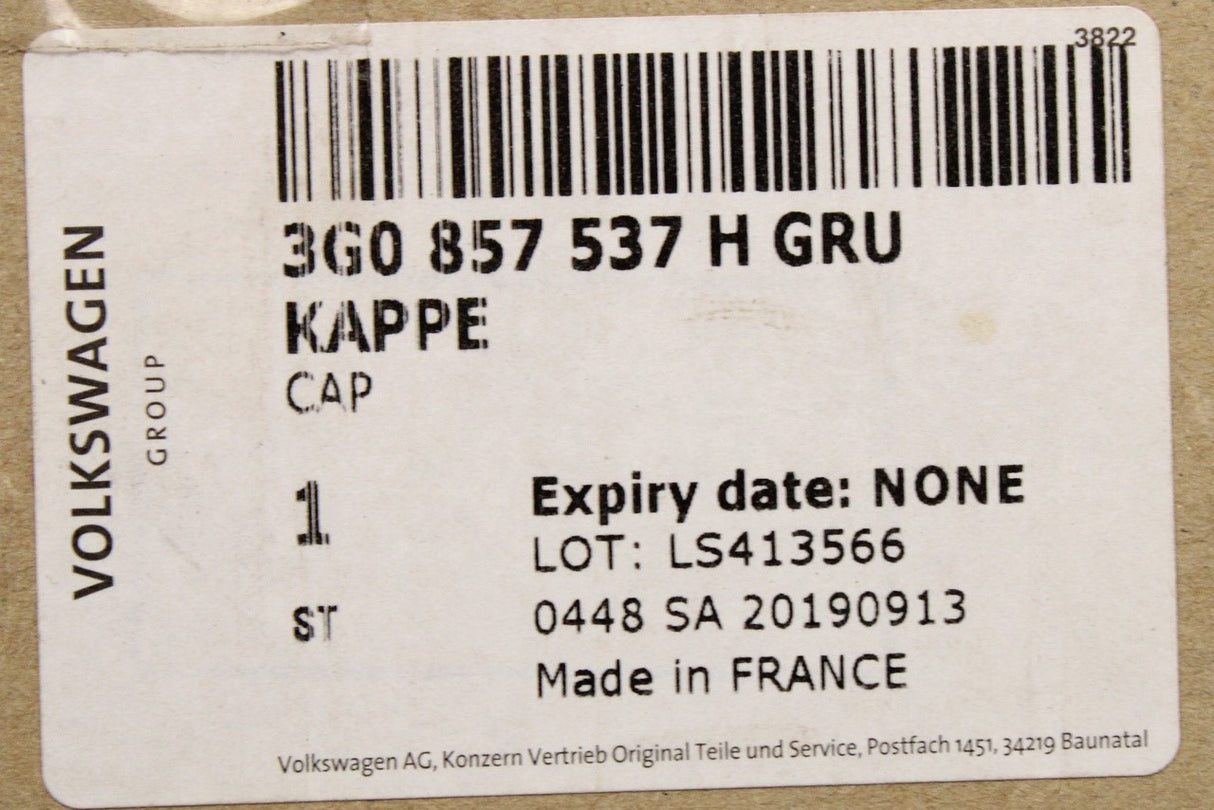 3822
VOLKSWAGEN
GROUP
3G0 857 537 H GRU
KAPPE
CAP
1
Expiry date: NONE
LOT: LS413566
ST
0448 SA 20190913
Made in FRANCE
Volkswagen AG, Konzern Vertrieb Original Teile und Service, Postfach 1451, 34219 Baunatal